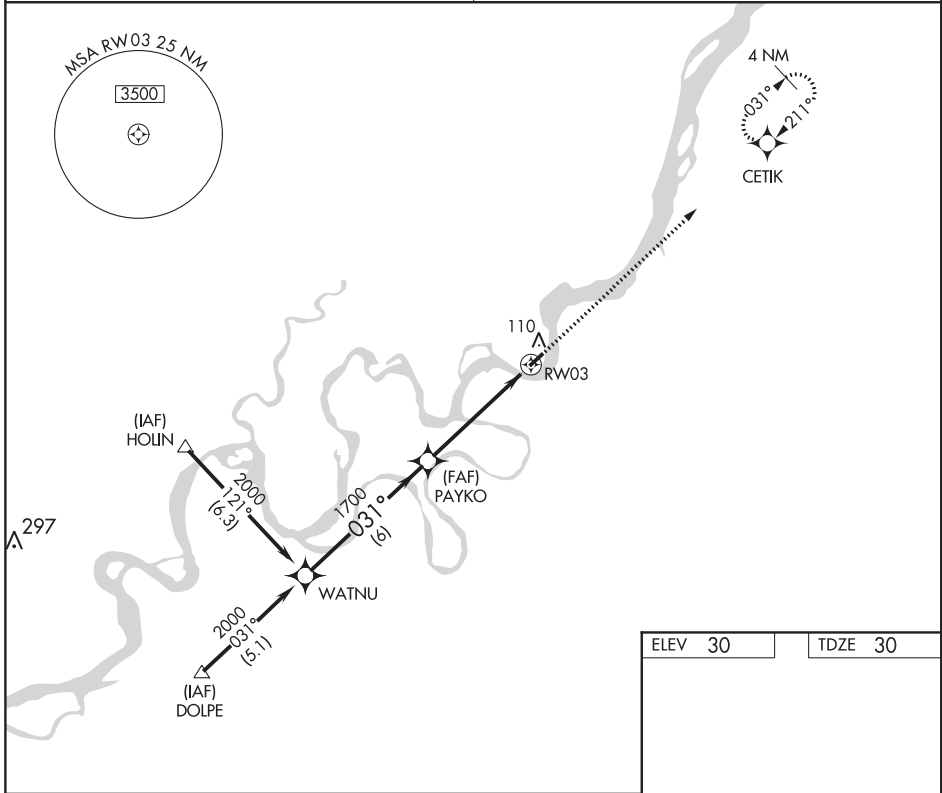 MSA RW03 25 NM
3500
4 NM
031°
211°
CETIK
110
RW03
(IAF)
HOLIN
2000
121°
(6.3)
(FAF)
PAYKO
1700
031°
(6)
297
WATNU
2000
031°
(5.1)
(IAF)
DOLPE
ELEV 30
TDZE 30